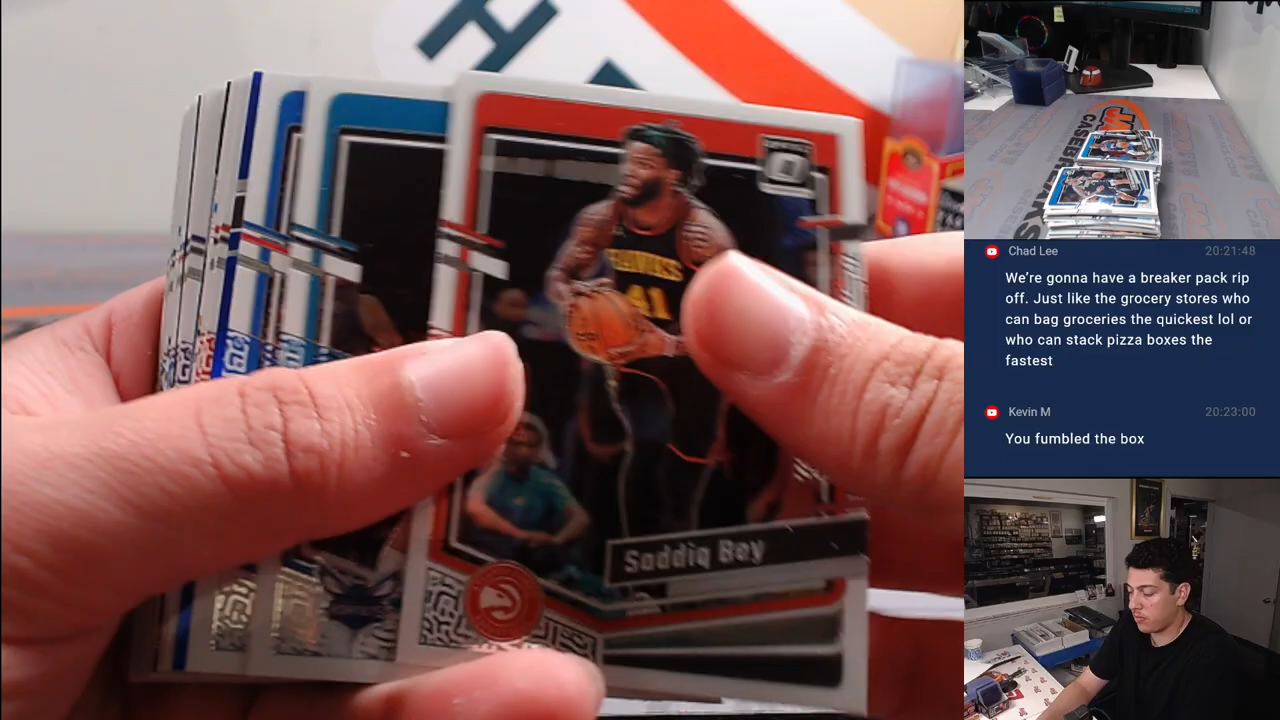 H
HAWKS
41
Saddiq Bey
Chad Lee 20:21:48
We're gonna have a breaker pack rip
off. Just like the grocery stores who
can bag groceries the quickest lol or
who can stack pizza boxes the
fastest
Kevin M 20:23:00
You fumbled the box